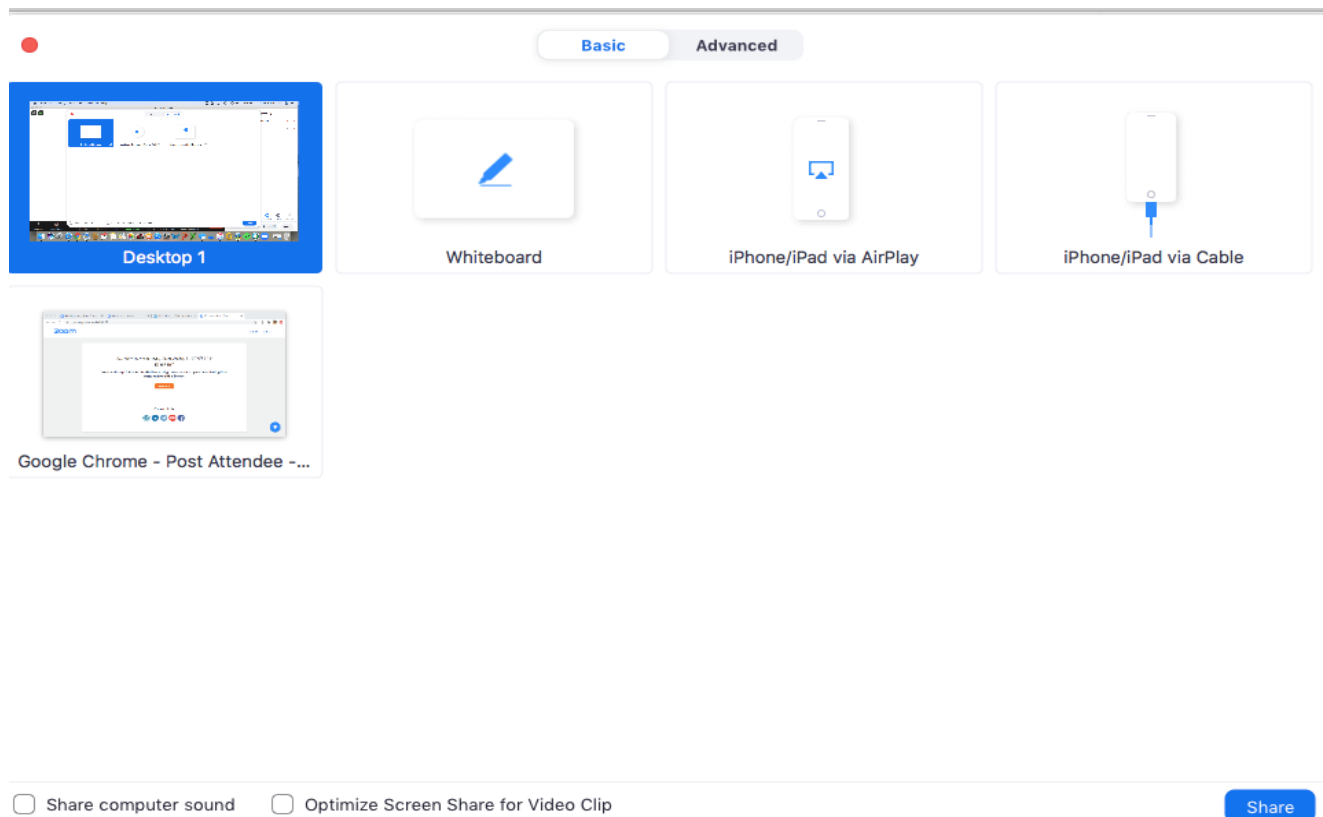 Basic Advanced
Desktop 1 Whiteboard iPhone/iPad via AirPlay iPhone/iPad via Cable
zoom
Google Chrome - Post Attendee -...
Share computer sound Optimize Screen Share for Video Clip Share